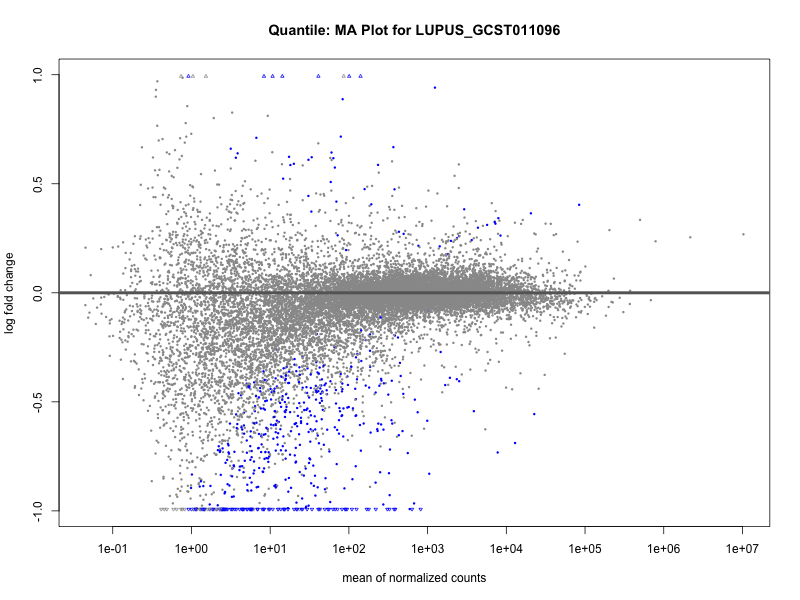 Quantile: MA Plot for LUPUS_GCST011096
log fold change
1.0
0.5
0.0
-0.5
-1.0
1e-01 1e+00 1e+01 1e+02 1e+03 1e+04 1e+05 1e+06 1e+07
mean of normalized counts